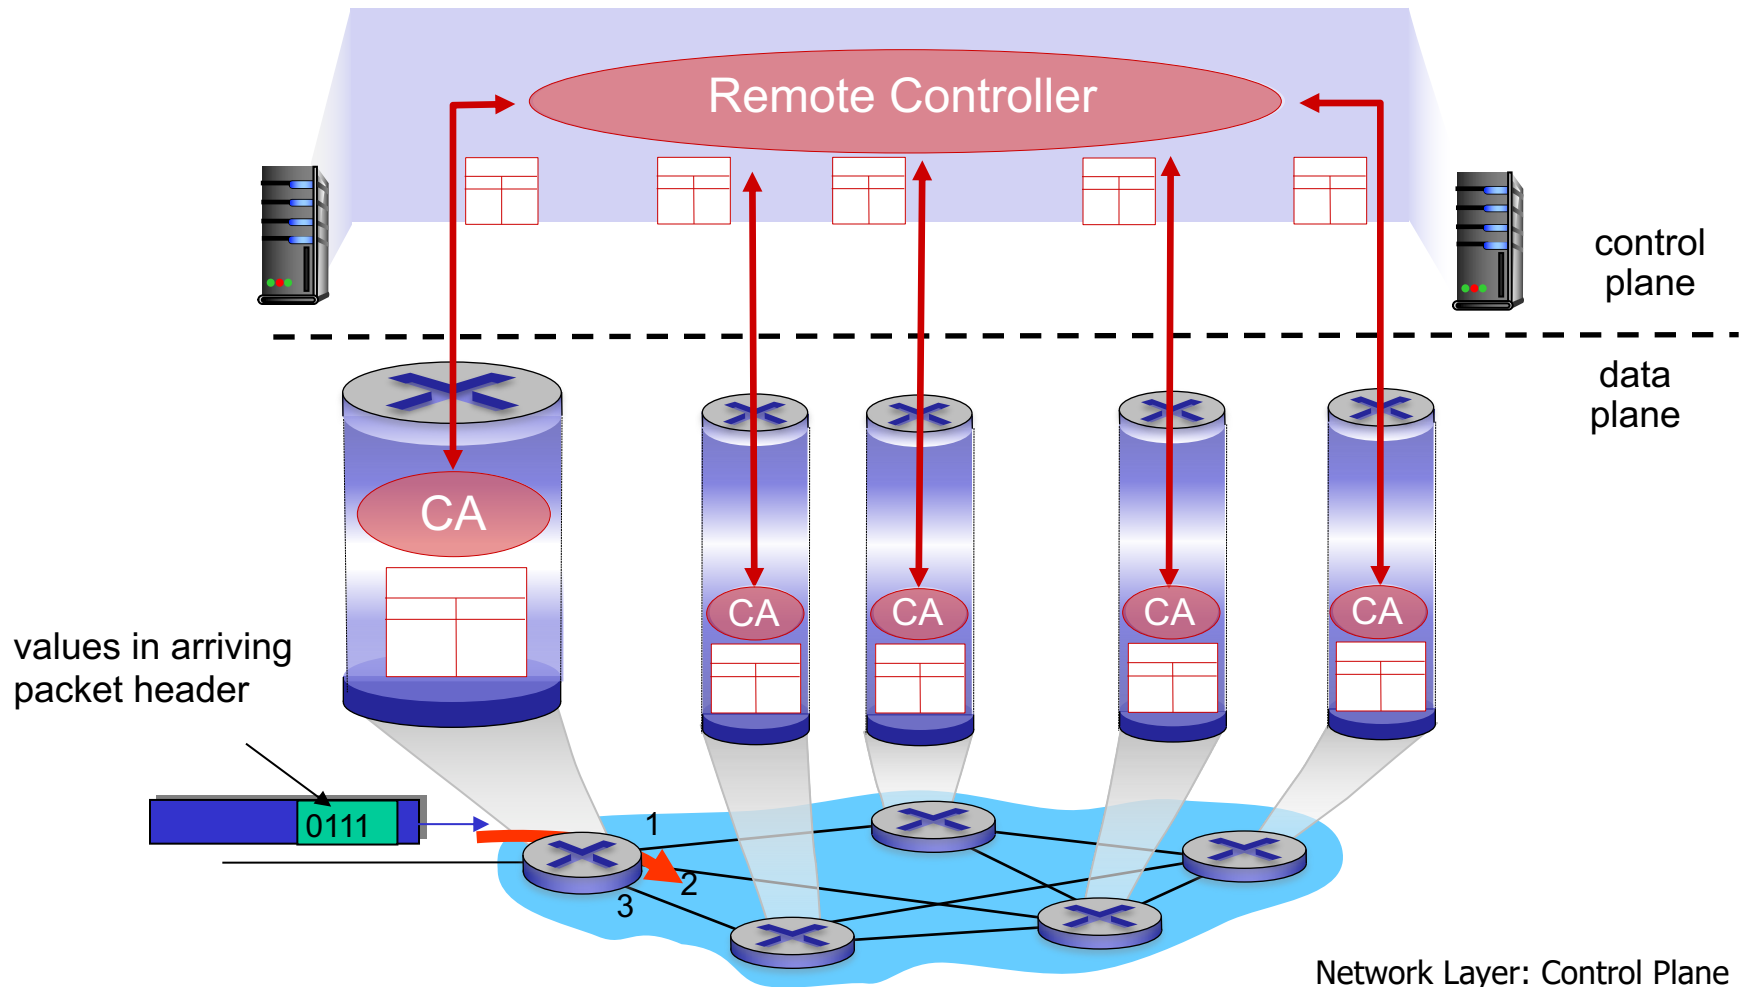 Remote Controller
control
plane
data
plane
CA
CA
CA
CA
CA
values in arriving
packet header
0111
1
2
3
Network Layer: Control Plane